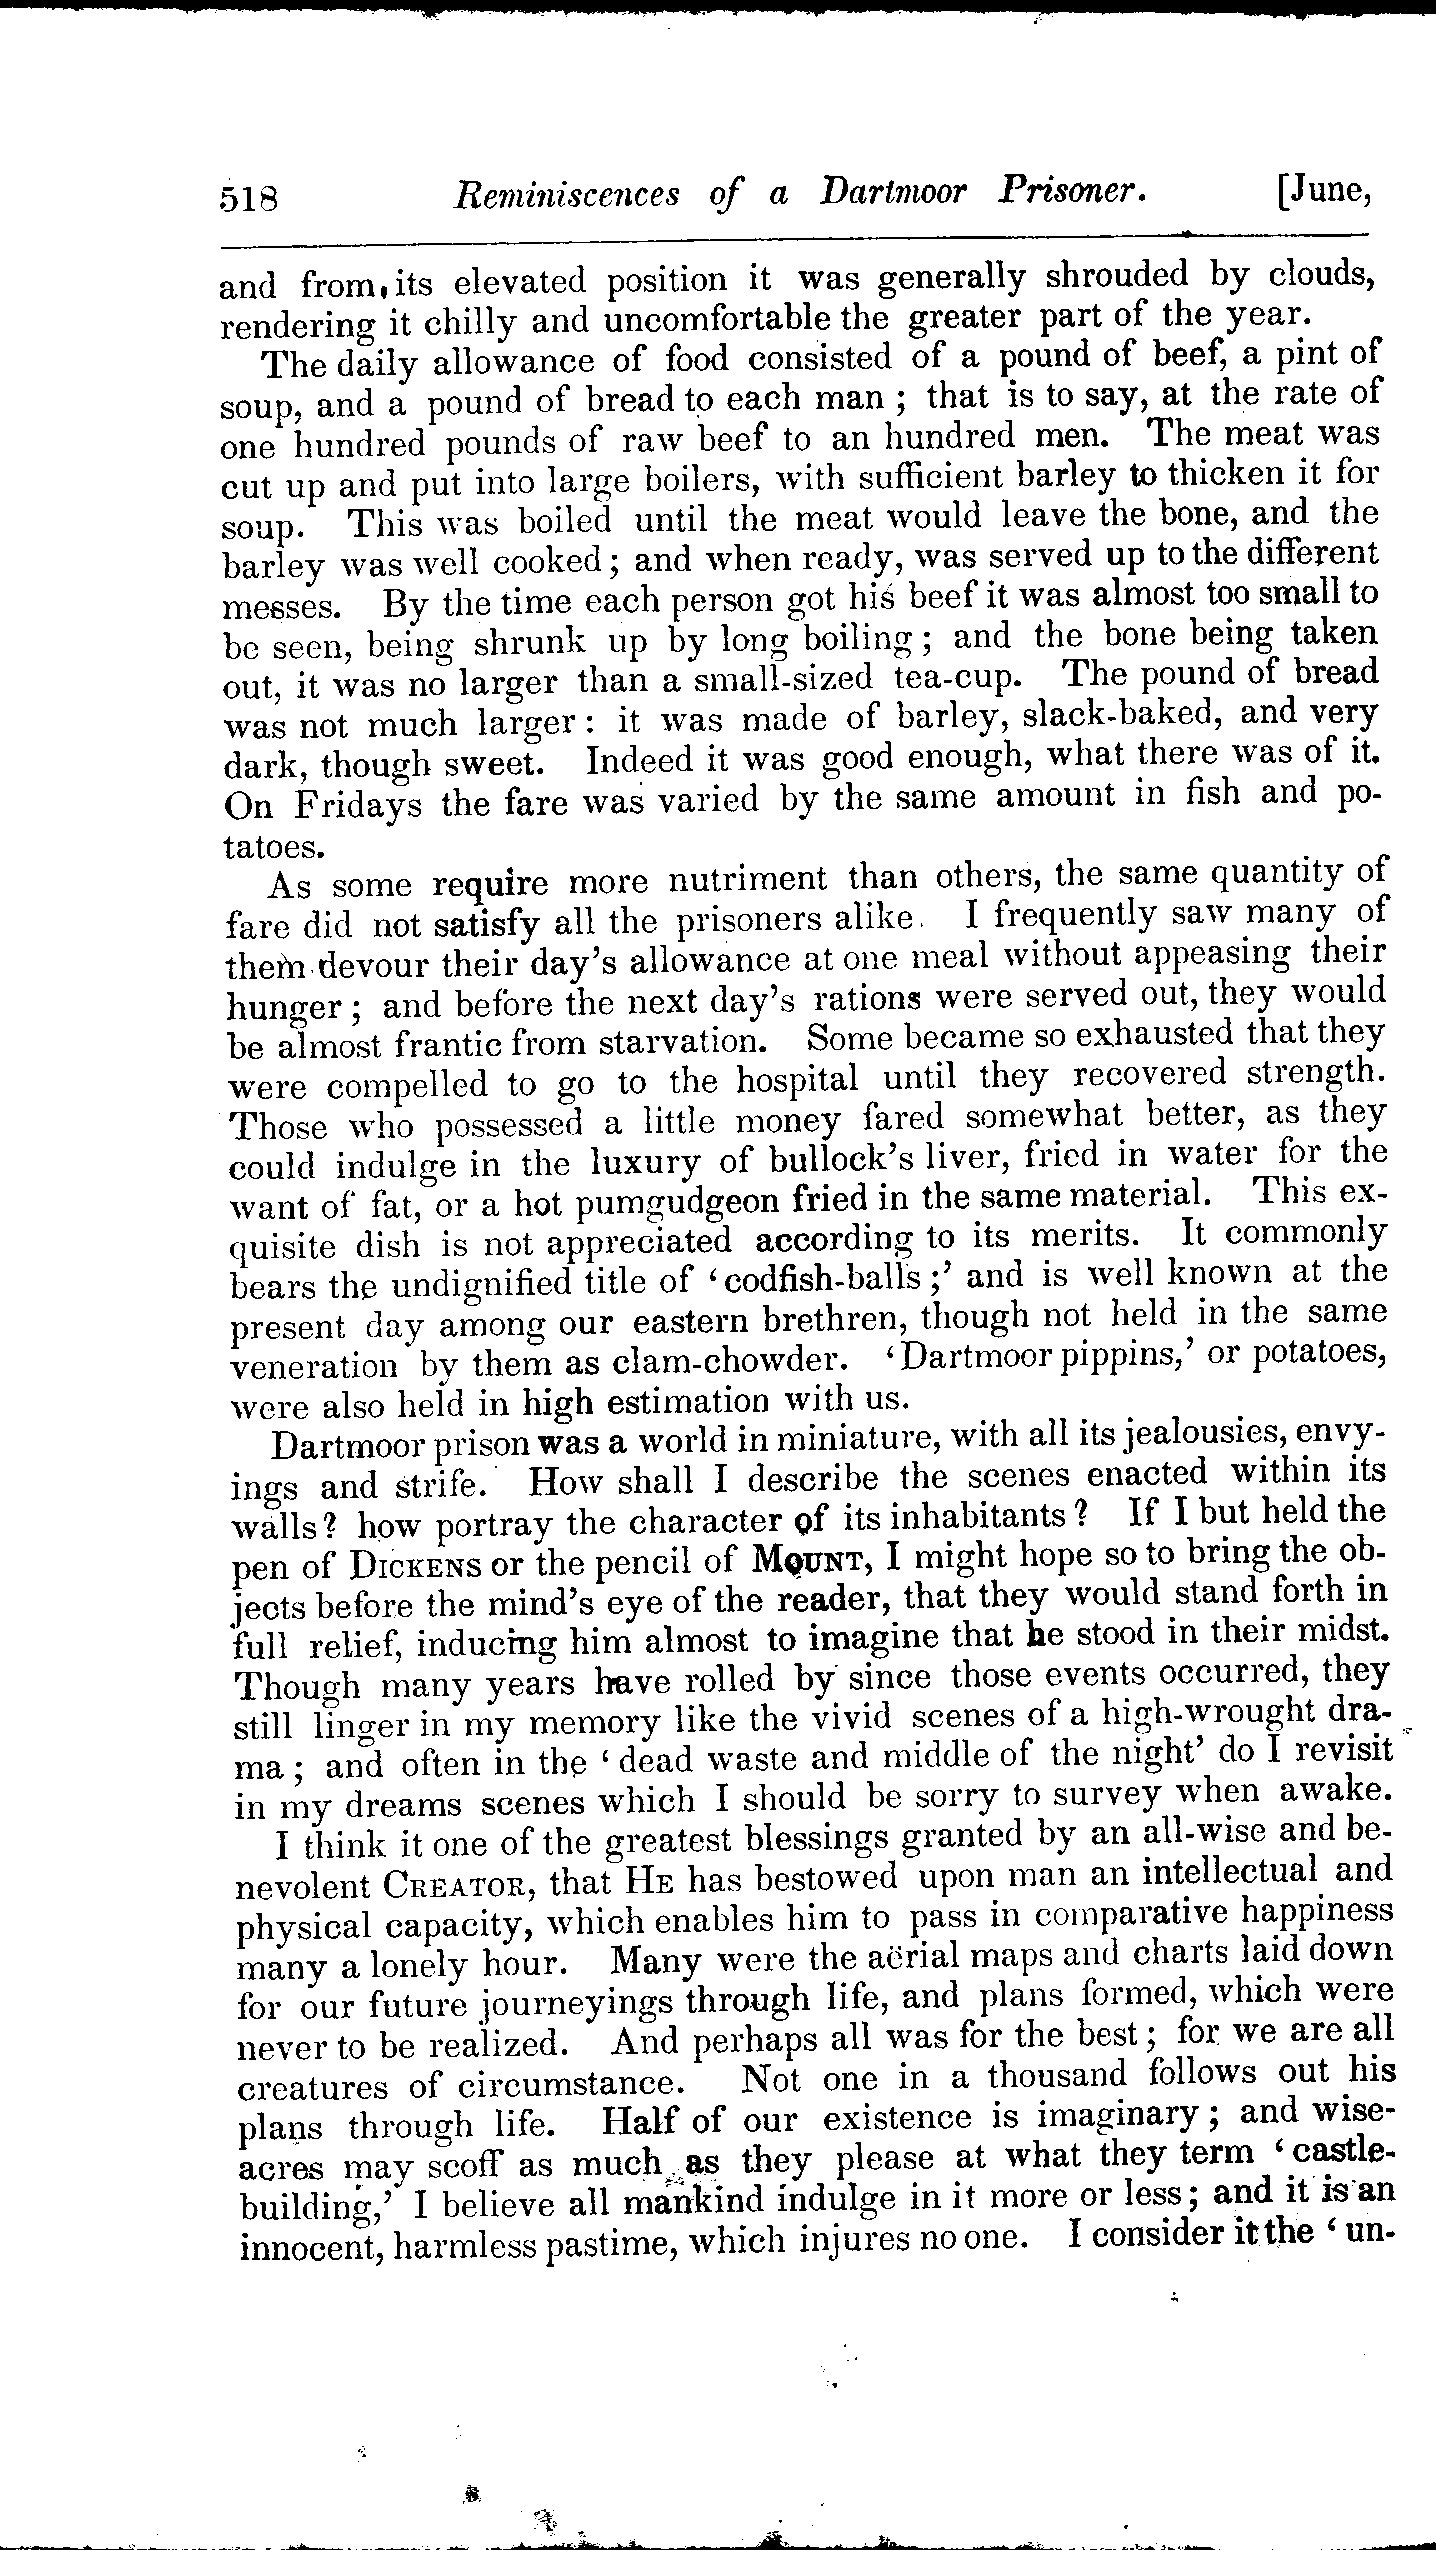 518 Reminiscences of a Dartmoor Prisoner. [June,
and from its elevated position it was generally shrouded by clouds,
rendering it chilly and uncomfortable the greater part of the year.
The daily allowance of food consisted of a pound of beef, a pint of
soup, and a pound of bread to each man ; that is to say, at the rate of
one hundred pounds of raw beef to an hundred men. The meat was
cut up and put into large boilers, with sufficient barley to thicken it for
soup. This was boiled until the meat would leave the bone, and the
barley was well cooked ; and when ready, was served up to the different
messes. By the time each person got his beef it was almost too small to
be seen, being shrunk up by long boiling ; and the bone being taken
out, it was no larger than a small-sized tea-cup. The pound of bread
was not much larger : it was made of barley, slack-baked, and very
dark, though sweet. Indeed it was good enough, what there was of it.
On Fridays the fare was varied by the same amount in fish and po-
tatoes.
As some require more nutriment than others, the same quantity of
fare did not satisfy all the prisoners alike. I frequently saw many of
them devour their day's allowance at one meal without appeasing their
hunger ; and before the next day's rations were served out, they would
be almost frantic from starvation. Some became so exhausted that they
were compelled to go to the hospital until they recovered strength.
Those who possessed a little money fared somewhat better, as they
could indulge in the luxury of bullock's liver, fried in water for the
want of fat, or a hot pumgudgeon fried in the same material. This ex-
quisite dish is not appreciated according to its merits. It commonly
bears the undignified title of 'codfish-balls ;' and is well known at the
present day among our eastern brethren, though not held in the same
veneration by them as clam-chowder. 'Dartmoor pippins,' or potatoes,
were also held in high estimation with us.
Dartmoor prison was a world in miniature, with all its jealousies, envy-
ings and strife. How shall I describe the scenes enacted within its
walls? how portray the character of its inhabitants ? If I but held the
pen of DICKENS or the pencil of MOUNT, I might hope so to bring the ob-
jects before the mind's eye of the reader, that they would stand forth in
full relief, inducing him almost to imagine that he stood in their midst.
Though many years have rolled by since those events occurred, they
still linger in my memory like the vivid scenes of a high-wrought dra-
ma ; and often in the 'dead waste and middle of the night' do I revisit
in my dreams scenes which I should be sorry to survey when awake.
I think it one of the greatest blessings granted by an all-wise and be-
nevolent CREATOR, that HE has bestowed upon man an intellectual and
physical capacity, which enables him to pass in comparative happiness
many a lonely hour. Many were the aërial maps and charts laid down
for our future journeyings through life, and plans formed, which were
never to be realized. And perhaps all was for the best ; for we are all
creatures of circumstance. Not one in a thousand follows out his
plans through life. Half of our existence is imaginary ; and wise-
acres may scoff as much as they please at what they term 'castle-
building,' I believe all mankind indulge in it more or less ; and it is an
innocent, harmless pastime, which injures no one. I consider it the 'un-